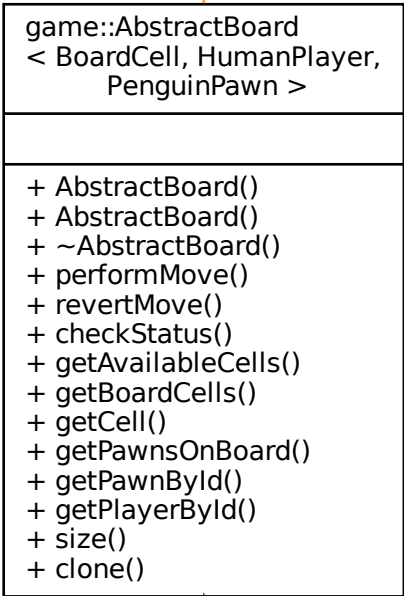 game::AbstractBoard
< BoardCell, HumanPlayer,
PenguinPawn >
+ AbstractBoard()
+ AbstractBoard()
+ ~AbstractBoard()
+ performMove()
+ revertMove()
+ checkStatus()
+ getAvailableCells()
+ getBoardCells()
+ getCell()
+ getPawnsOnBoard()
+ getPawnById()
+ getPlayerById()
+ size()
+ clone()